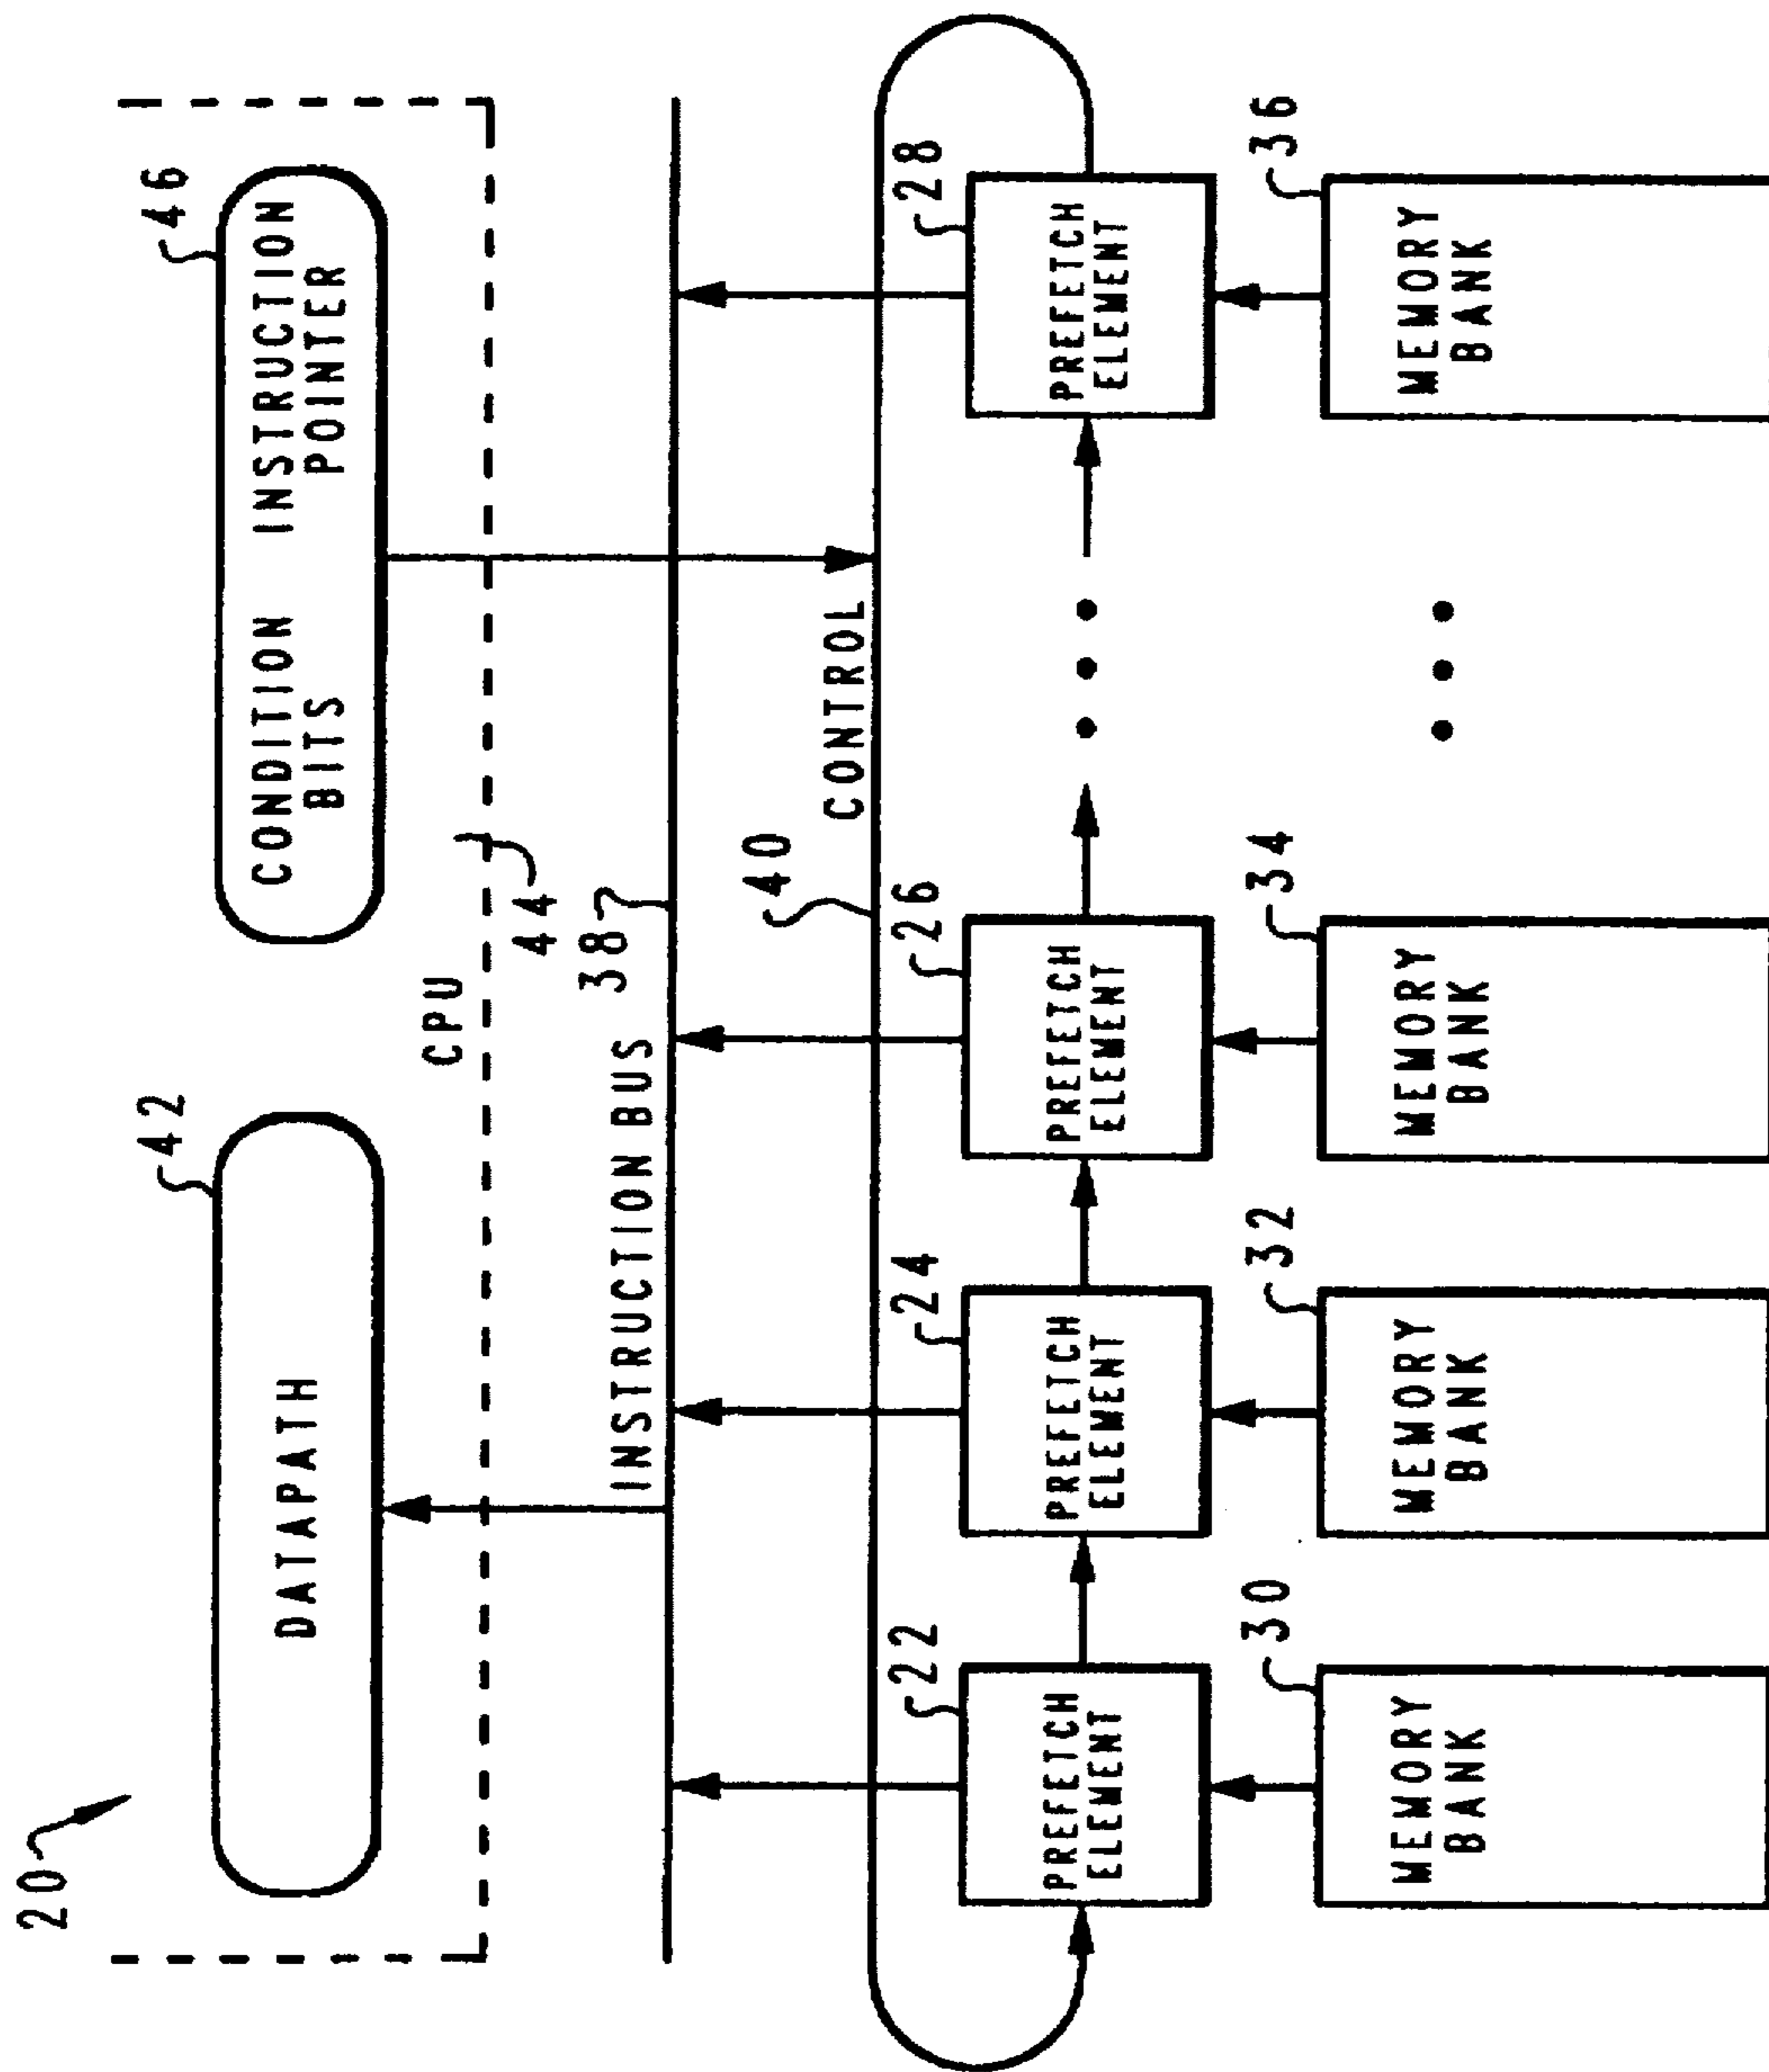 20
42
46
DATAPATH
CONDITION INSTRUCTION
BITS POINTER
CPU
44
INSTRUCTION BUS
38
40
CONTROL
22
24
26
28
PREFETCH
ELEMENT
PREFETCH
ELEMENT
PREFETCH
ELEMENT
PREFETCH
ELEMENT
30
32
34
36
MEMORY
BANK
MEMORY
BANK
MEMORY
BANK
MEMORY
BANK